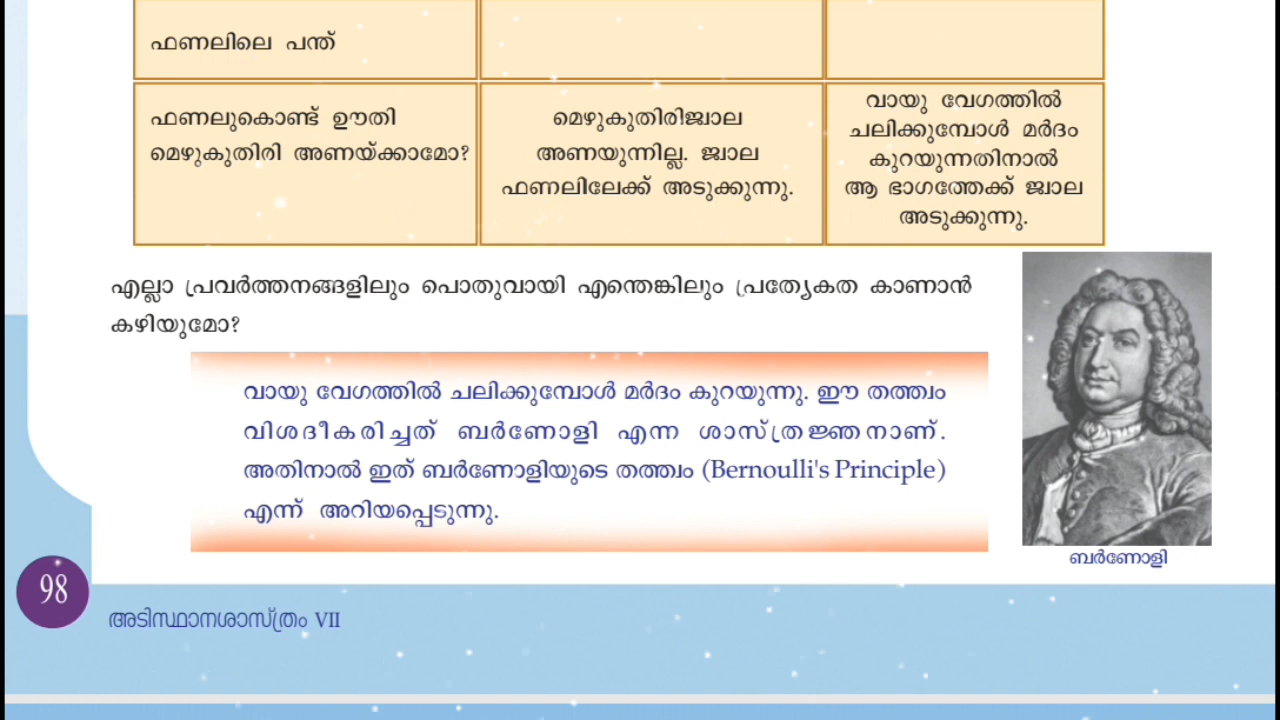 ഫണലിലെ പന്ത്
ഫണലുകൊണ്ട് ഊതി
മെഴുകുതിരി അണയ്ക്കാമോ?
മെഴുകുതിരിജ്വാല
അണയുന്നില്ല. ജ്വാല
ഫണലിലേക്ക് അടുക്കുന്നു.
വായു വേഗത്തിൽ
ചലിക്കുമ്പോൾ മർദം
കുറയുന്നതിനാൽ
ആ ഭാഗത്തേക്ക് ജ്വാല
അടുക്കുന്നു.
എല്ലാ പ്രവർത്തനങ്ങളിലും പൊതുവായി എന്തെങ്കിലും പ്രത്യേകത കാണാൻ
കഴിയുമോ?
വായു വേഗത്തിൽ ചലിക്കുമ്പോൾ മർദം കുറയുന്നു. ഈ തത്ത്വം
വിശദീകരിച്ചത് ബർണോളി എന്ന ശാസ്ത്രജ്ഞനാണ്.
അതിനാൽ ഇത് ബർണോളിയുടെ തത്ത്വം (Bernoulli's Principle)
എന്ന് അറിയപ്പെടുന്നു.
ബർണോളി
98
അടിസ്ഥാനശാസ്ത്രം VII